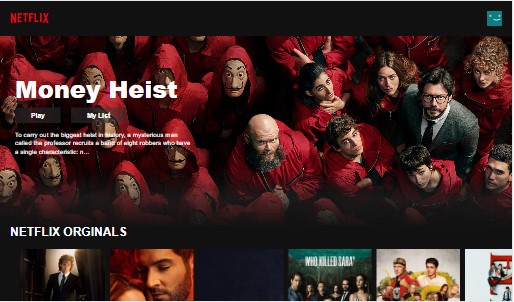 NETFLIX
Money Heist
Play
My List
To carry out the biggest heist in history, a mysterious man
called the professor recruits a band of eight robbers who have
a single characteristic: n...
NETFLIX ORGINALS
WHO KILLED SARA?